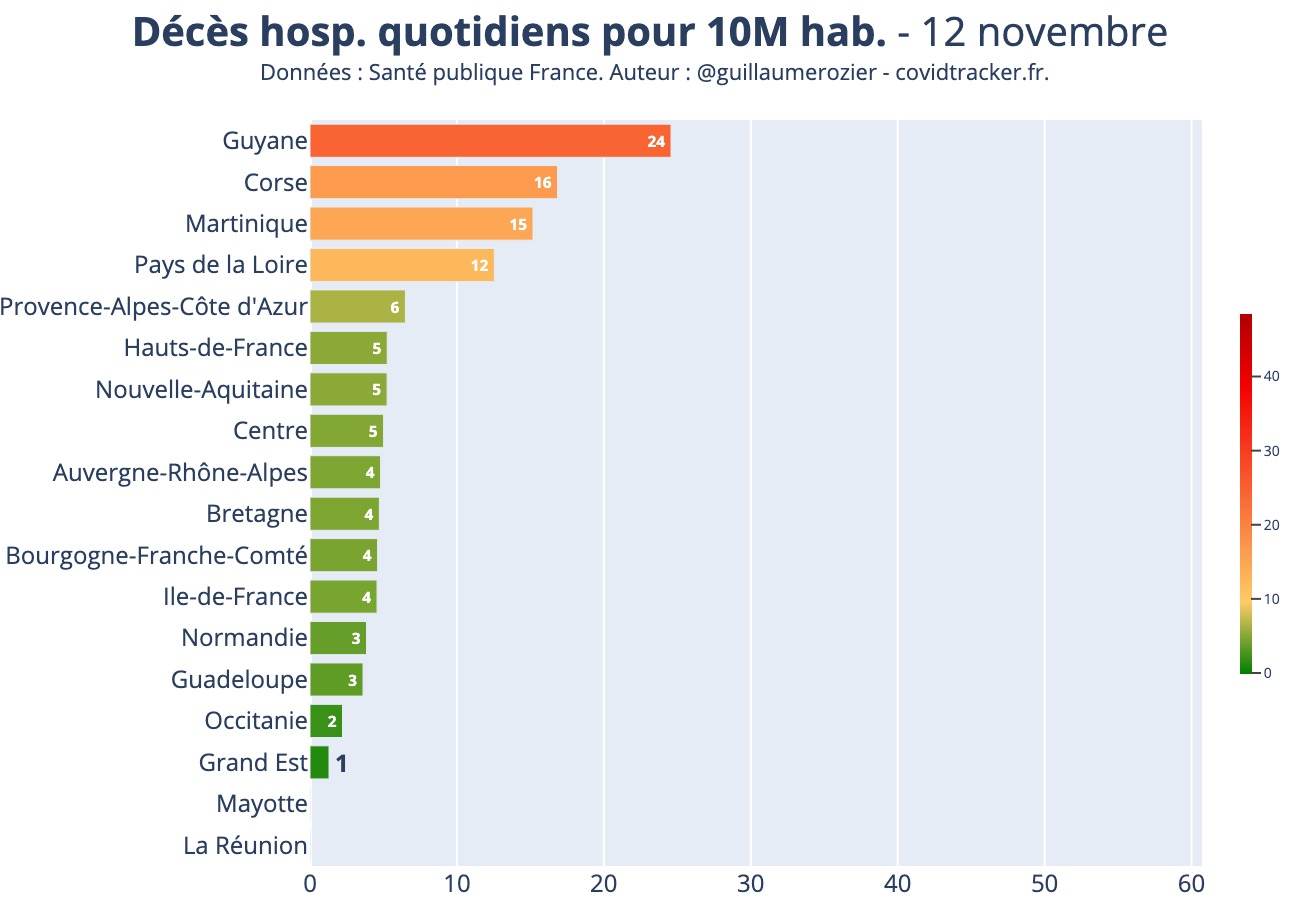 Décès hosp. quotidiens pour 10M hab. - 12 novembre
Données : Santé publique France. Auteur : @guillaumerozier - covidtracker.fr.
Guyane 24
Corse 16
Martinique 15
Pays de la Loire 12
Provence-Alpes-Côte d'Azur 6
Hauts-de-France 5
Nouvelle-Aquitaine 5
Centre 5
Auvergne-Rhône-Alpes 4
Bretagne 4
Bourgogne-Franche-Comté 4
Ile-de-France 4
Normandie 3
Guadeloupe 3
Occitanie 2
Grand Est 1
Mayotte
La Réunion
0 10 20 30 40 50 60
40
30
20
10
0